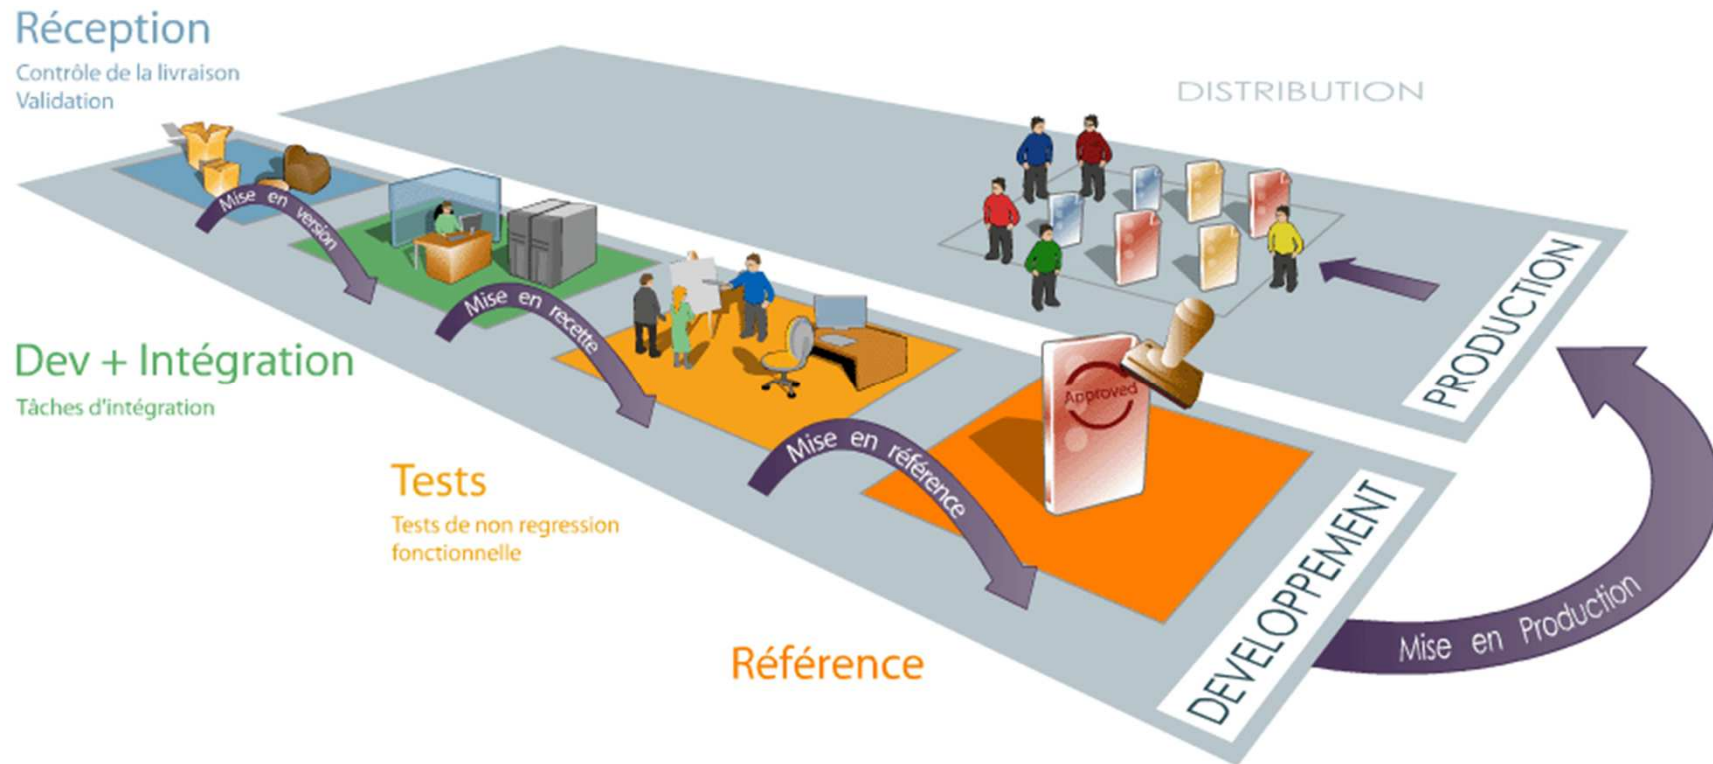 Réception
Contrôle de la livraison
Validation
DISTRIBUTION
Mise en version
Dev + Intégration
Tâches d'intégration
Mise en recette
Tests
Tests de non regression
fonctionnelle
Mise en référence
Approved
Référence
DEVELOPPEMENT
PRODUCTION
Mise en Production